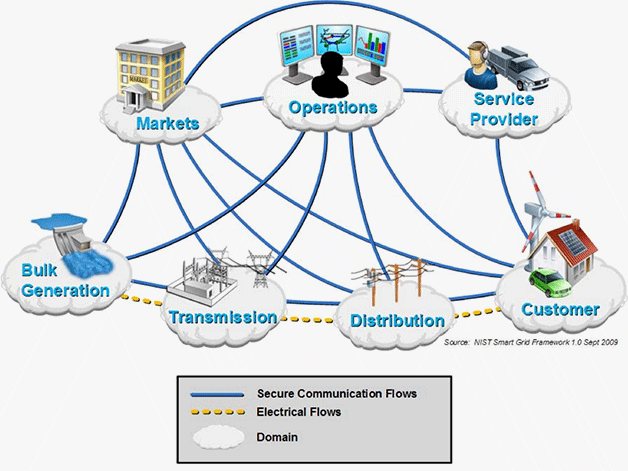 MARKET
Markets
Operations
Service
Provider
Bulk
Generation
Transmission
Distribution
Customer
Source: NIST Smart Grid Framework 1.0 Sept 2009
Secure Communication Flows
Electrical Flows
Domain